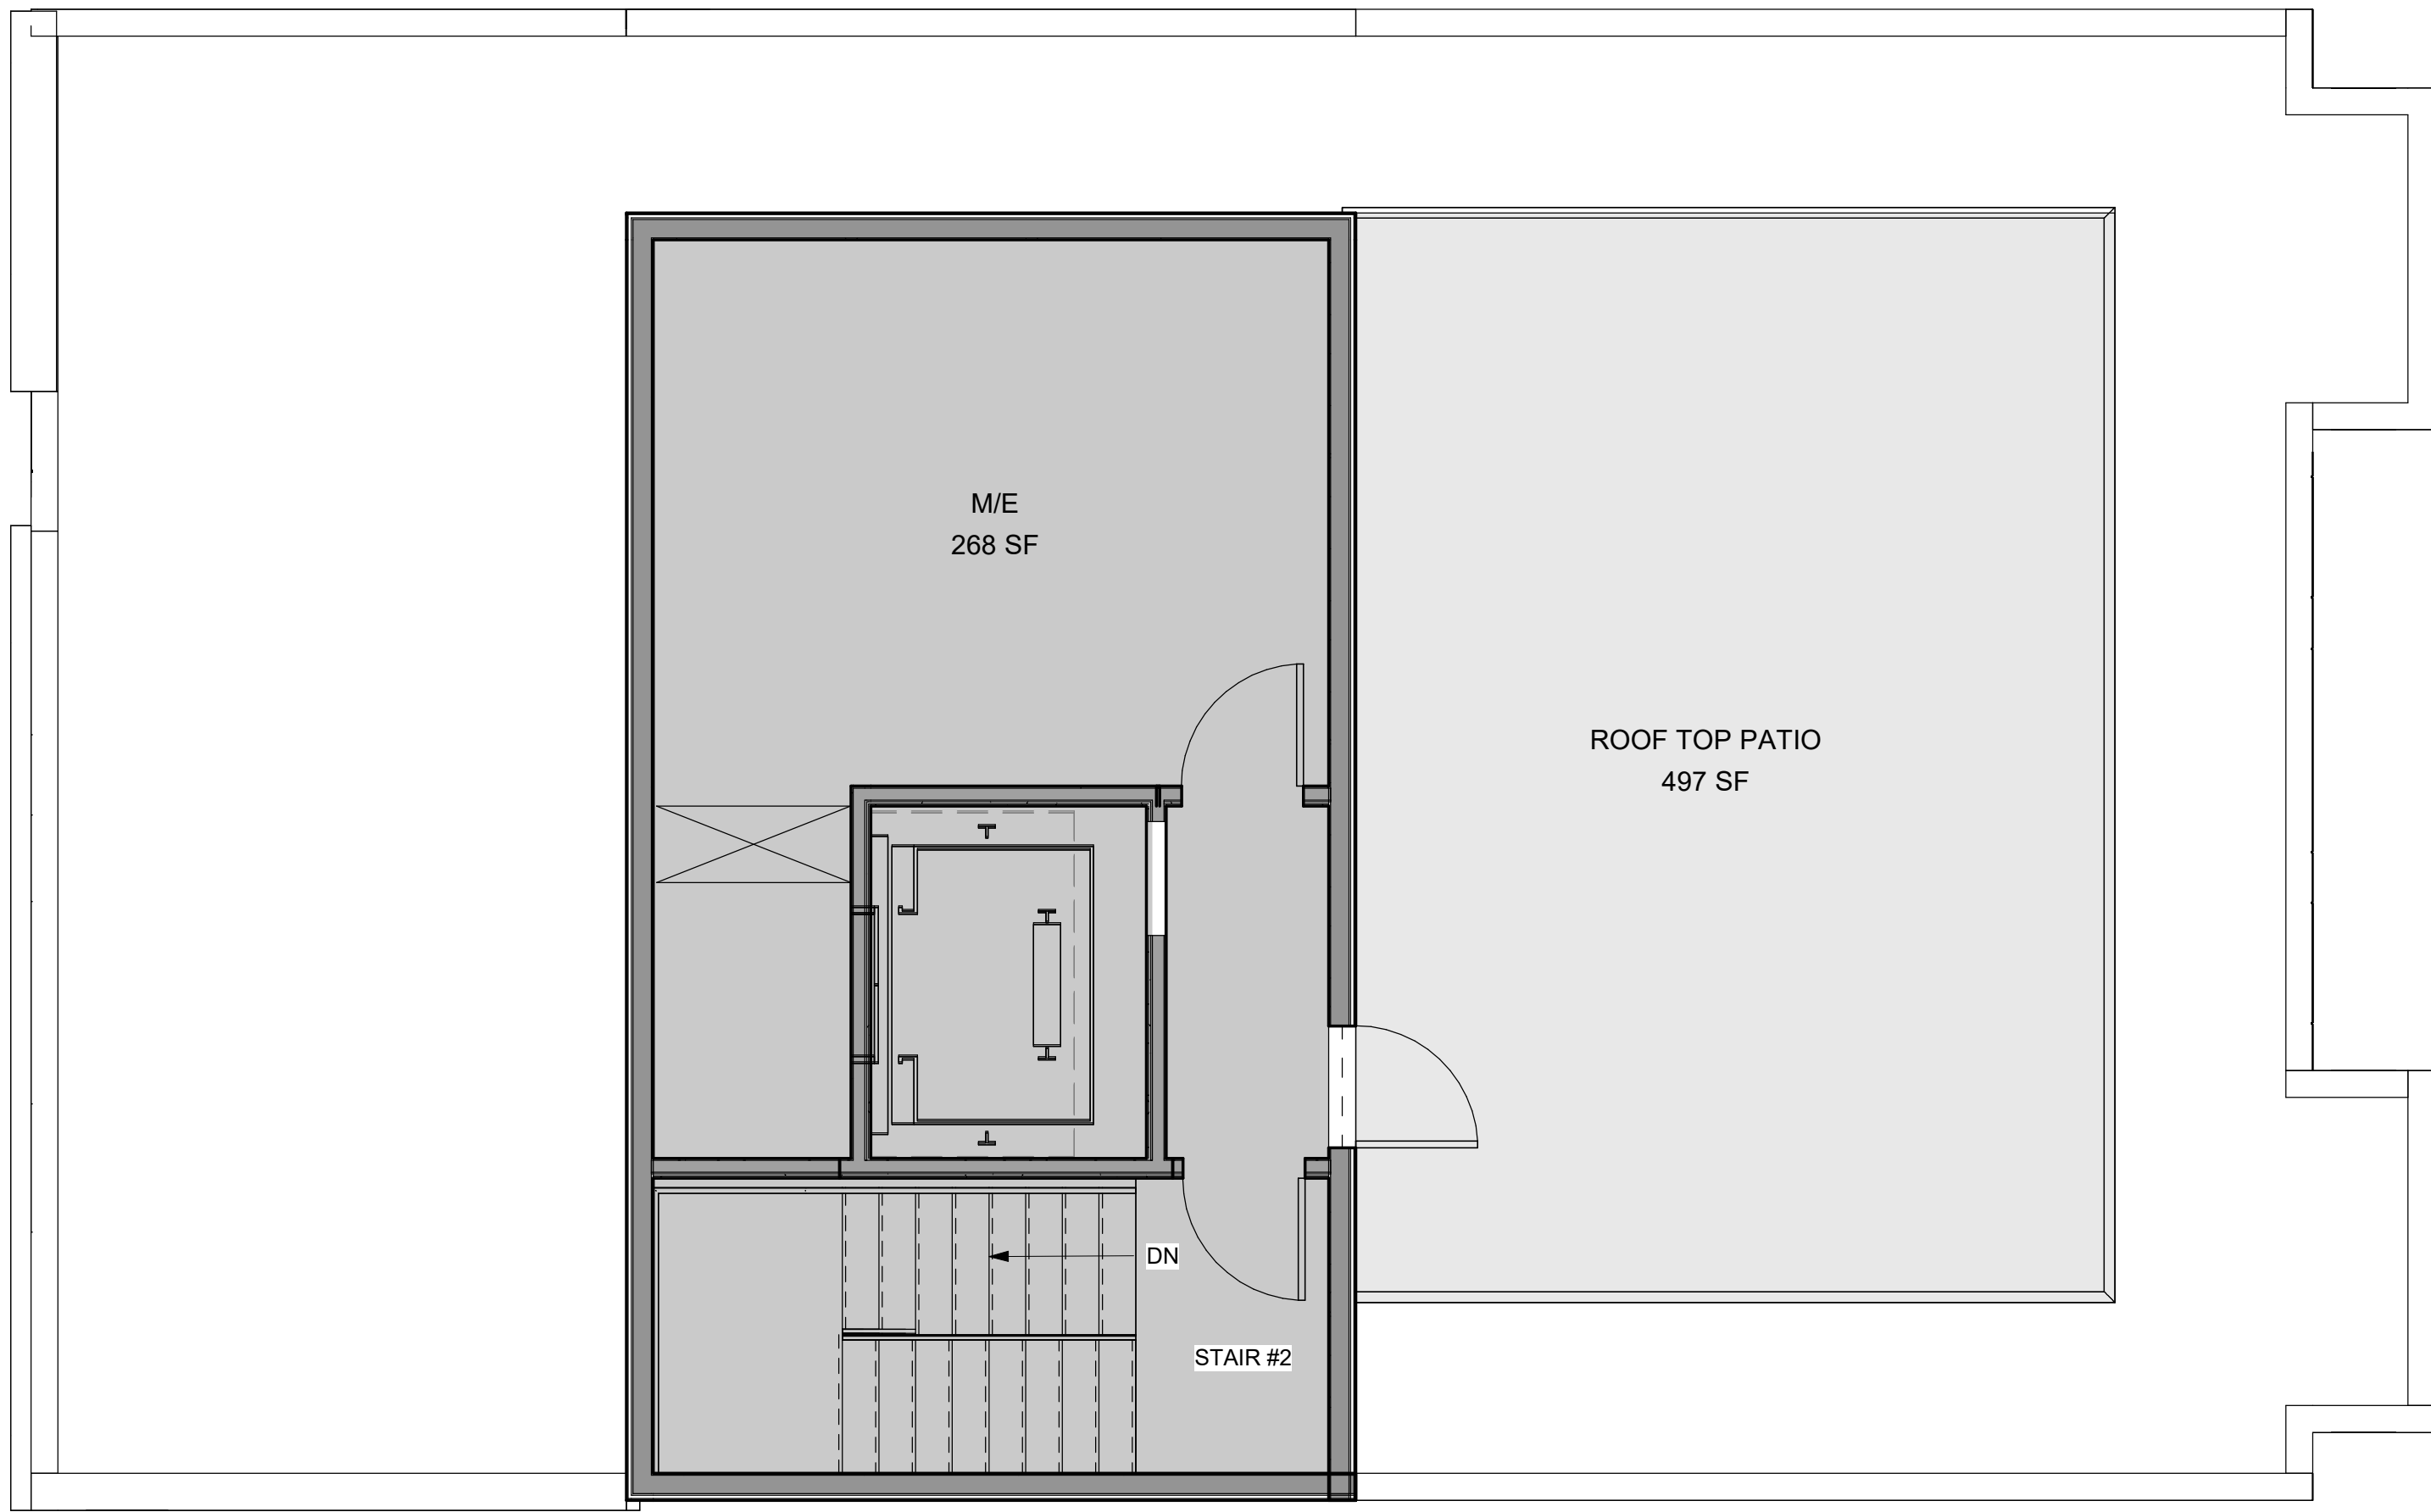 M/E
268 SF
ROOF TOP PATIO
497 SF
DN
STAIR #2